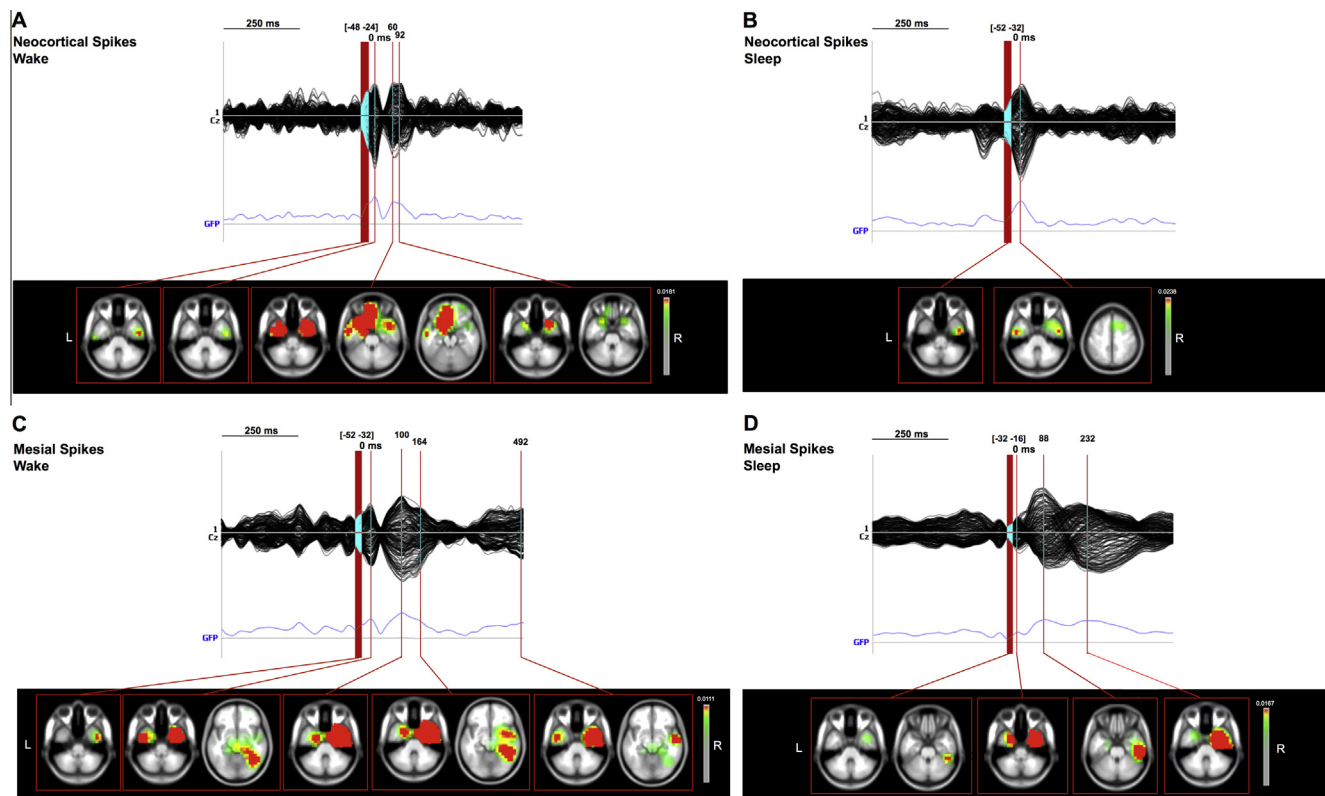 A
250 ms
[-48 -24] 60
0 ms 92
Neocortical Spikes
Wake
1
Cz
GFP
0.0181
L
R
B
250 ms
[-52 -32]
0 ms
Neocortical Spikes
Sleep
1
Cz
GFP
0.0238
L
R
C
250 ms
[-52 -32] 100 492
0 ms 164
Mesial Spikes
Wake
1
Cz
GFP
0.0111
L
R
D
250 ms
[-32 -16] 88 232
0 ms
Mesial Spikes
Sleep
1
Cz
GFP
0.0167
L
R